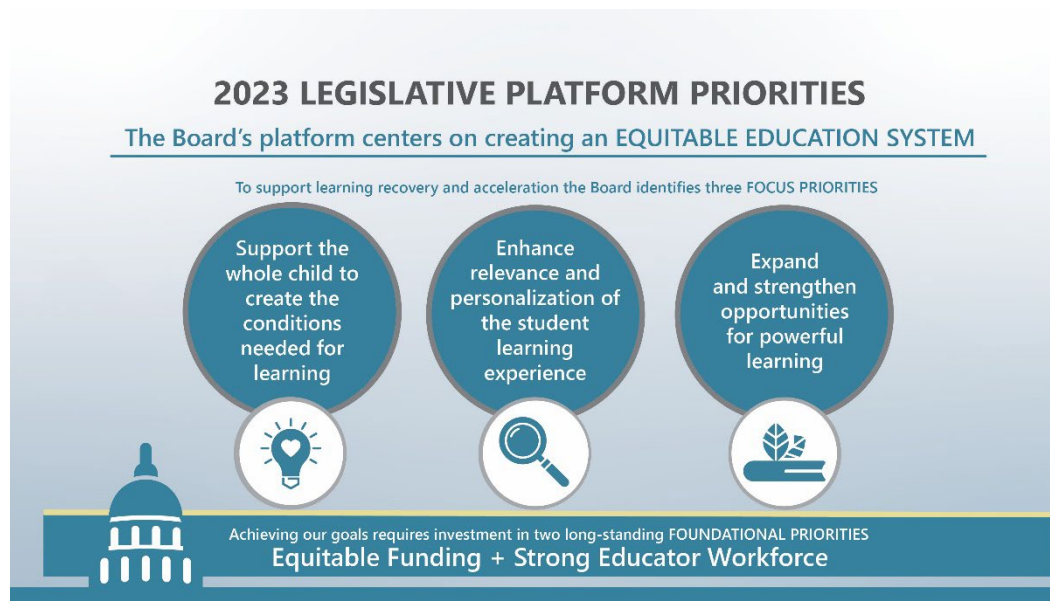 2023 LEGISLATIVE PLATFORM PRIORITIES
The Board's platform centers on creating an EQUITABLE EDUCATION SYSTEM
To support learning recovery and acceleration the Board identifies three FOCUS PRIORITIES
Support the
whole child to
create the
conditions
needed for
learning
Enhance
relevance and
personalization of
the student
learning
experience
Expand
and strengthen
opportunities
for powerful
learning
Achieving our goals requires investment in two long-standing FOUNDATIONAL PRIORITIES
Equitable Funding + Strong Educator Workforce